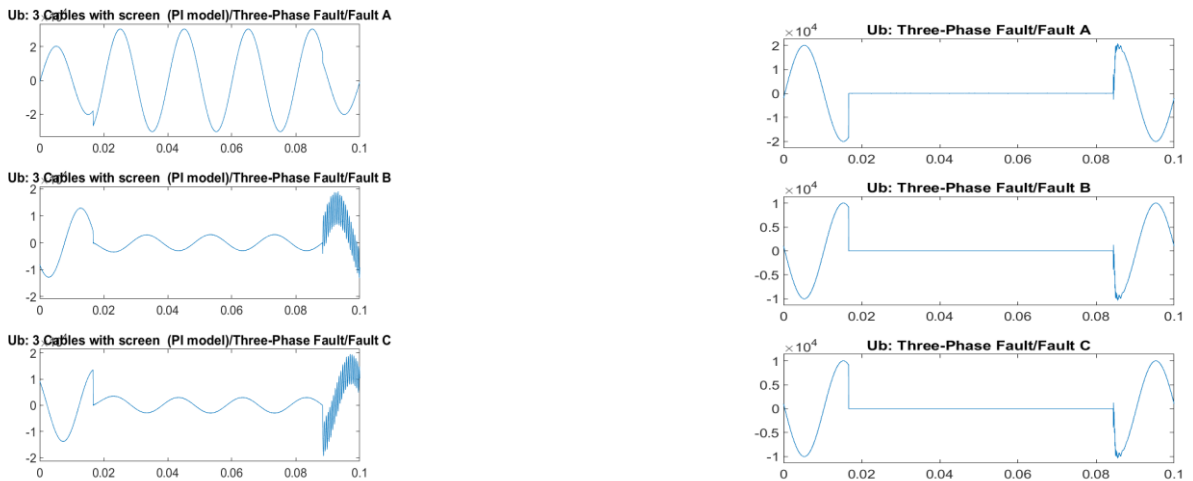 Ub: 3 Cables with screen (PI model)/Three-Phase Fault/Fault A
2
0
-2
0 0.02 0.04 0.06 0.08 0.1
Ub: 3 Cables with screen (PI model)/Three-Phase Fault/Fault B
2
1
0
-1
-2
0 0.02 0.04 0.06 0.08 0.1
Ub: 3 Cables with screen (PI model)/Three-Phase Fault/Fault C
2
1
0
-1
-2
0 0.02 0.04 0.06 0.08 0.1
Ub: Three-Phase Fault/Fault A
×10⁴
2
1
0
-1
-2
0 0.02 0.04 0.06 0.08 0.1
Ub: Three-Phase Fault/Fault B
×10⁴
1
0.5
0
-0.5
-1
0 0.02 0.04 0.06 0.08 0.1
Ub: Three-Phase Fault/Fault C
×10⁴
1
0.5
0
-0.5
-1
0 0.02 0.04 0.06 0.08 0.1